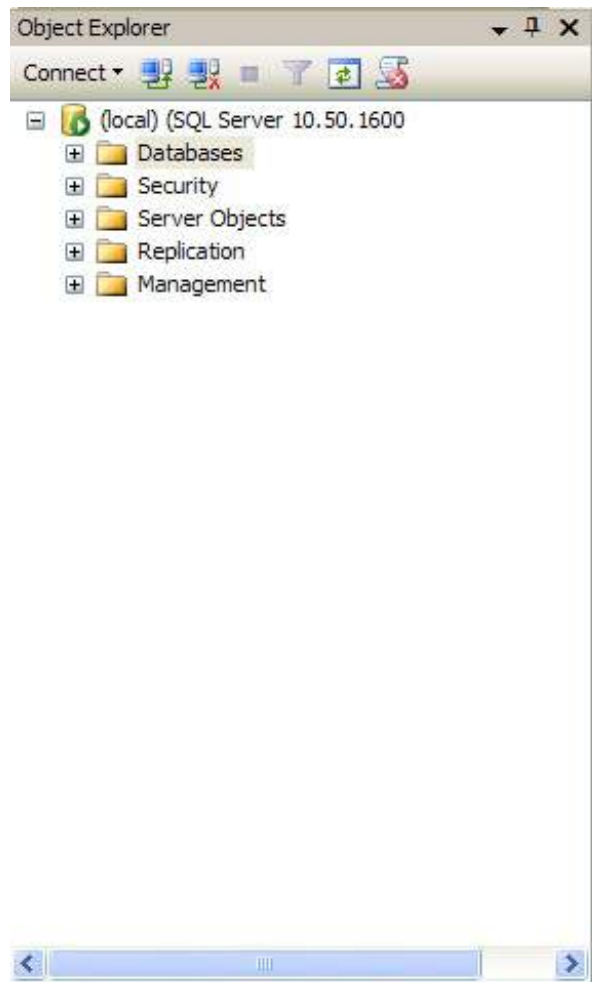 Object Explorer
Connect
(local) (SQL Server 10.50.1600
Databases
Security
Server Objects
Replication
Management